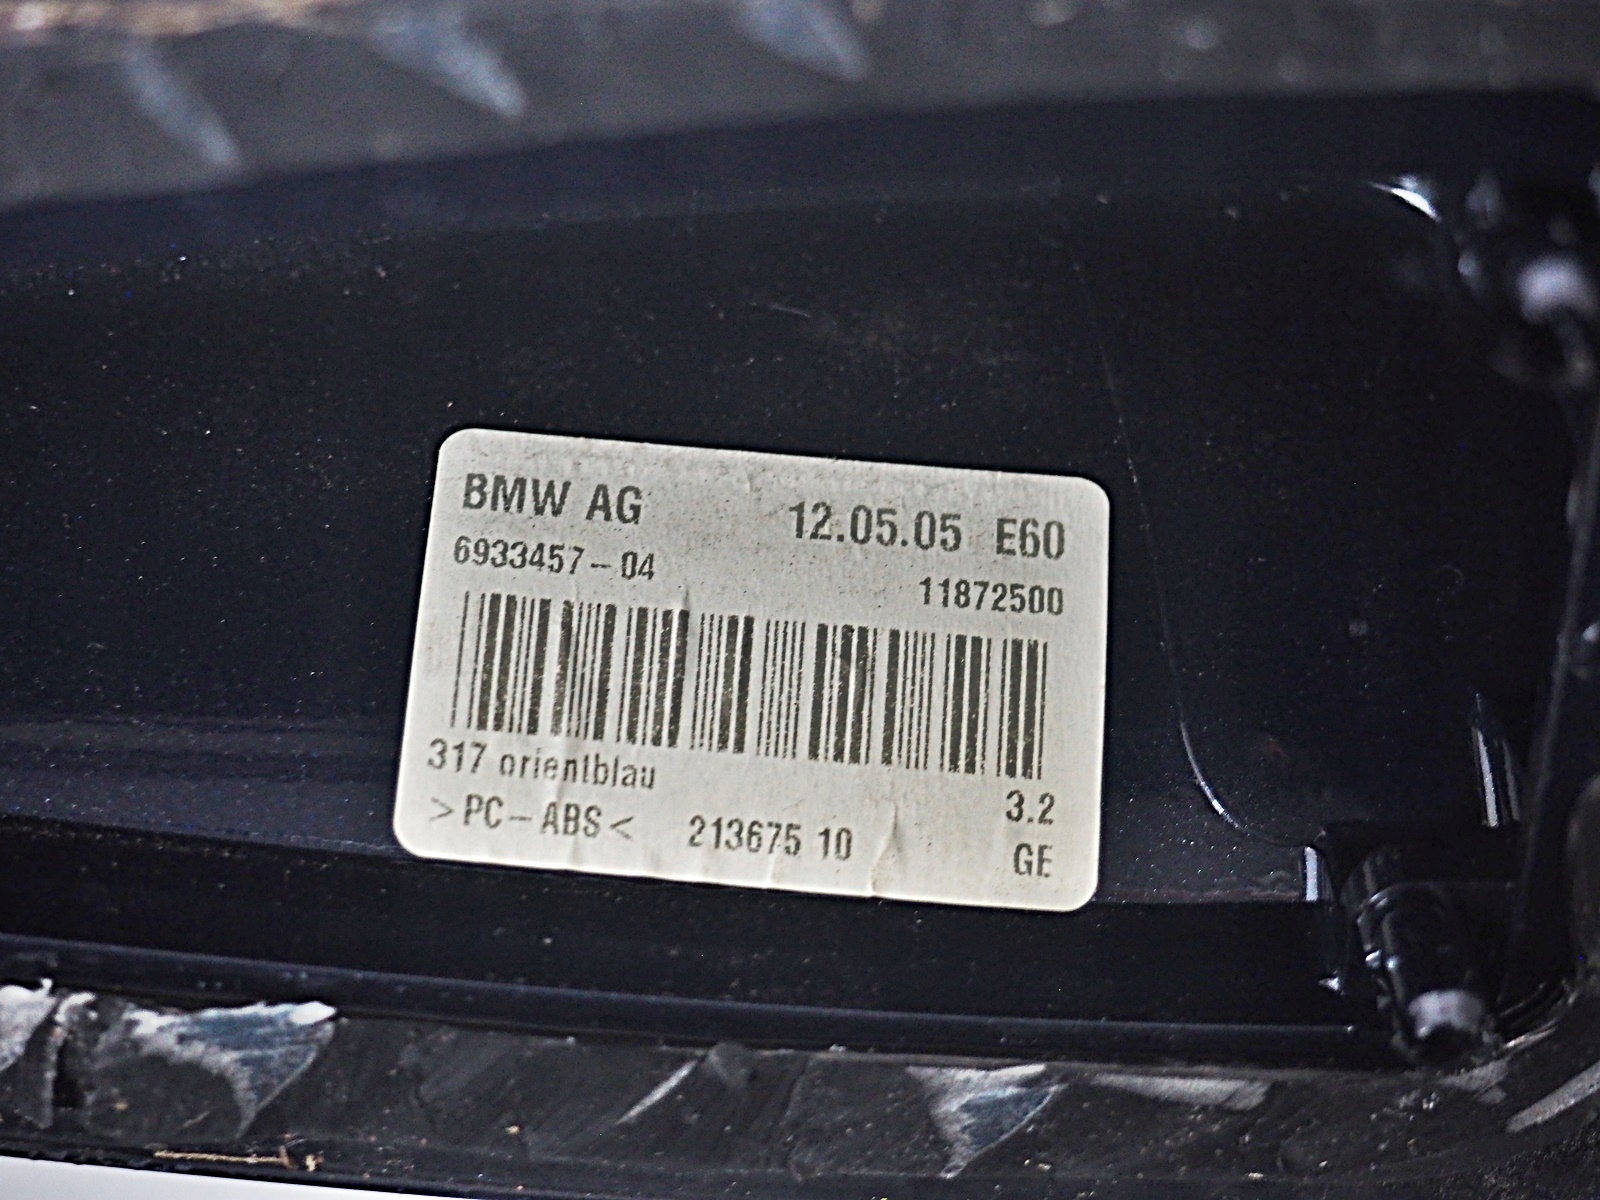 BMW AG 12.05.05 E60
6933457-04 11872500
317 orientblau 3.2
>PC-ABS< 213675 10 GE